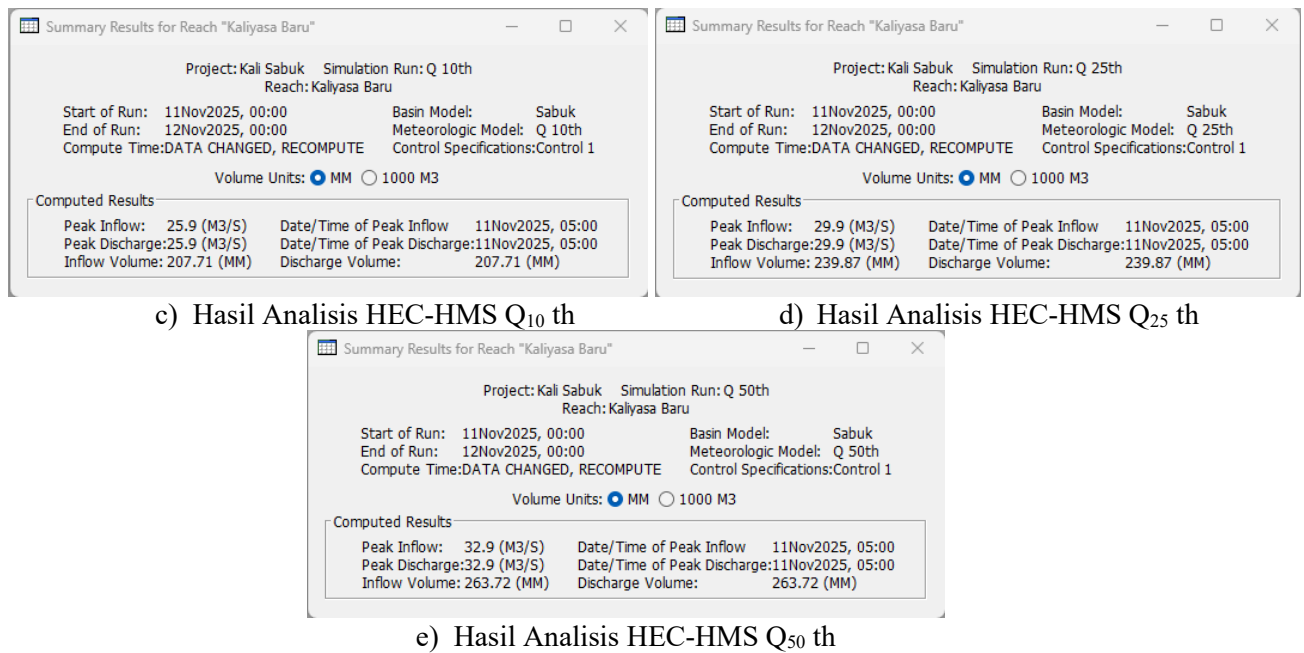 Summary Results for Reach "Kaliyasa Baru"
Project: Kali Sabuk Simulation Run: Q 10th
Reach: Kaliyasa Baru
Start of Run: 11Nov2025, 00:00 Basin Model: Sabuk
End of Run: 12Nov2025, 00:00 Meteorologic Model: Q 10th
Compute Time:DATA CHANGED, RECOMPUTE Control Specifications:Control 1
Volume Units: MM 1000 M3
Computed Results
Peak Inflow: 25.9 (M3/S) Date/Time of Peak Inflow 11Nov2025, 05:00
Peak Discharge:25.9 (M3/S) Date/Time of Peak Discharge:11Nov2025, 05:00
Inflow Volume: 207.71 (MM) Discharge Volume: 207.71 (MM)
c) Hasil Analisis HEC-HMS Q10 th
Summary Results for Reach "Kaliyasa Baru"
Project: Kali Sabuk Simulation Run: Q 25th
Reach: Kaliyasa Baru
Start of Run: 11Nov2025, 00:00 Basin Model: Sabuk
End of Run: 12Nov2025, 00:00 Meteorologic Model: Q 25th
Compute Time:DATA CHANGED, RECOMPUTE Control Specifications:Control 1
Volume Units: MM 1000 M3
Computed Results
Peak Inflow: 29.9 (M3/S) Date/Time of Peak Inflow 11Nov2025, 05:00
Peak Discharge:29.9 (M3/S) Date/Time of Peak Discharge:11Nov2025, 05:00
Inflow Volume: 239.87 (MM) Discharge Volume: 239.87 (MM)
d) Hasil Analisis HEC-HMS Q25 th
Summary Results for Reach "Kaliyasa Baru"
Project: Kali Sabuk Simulation Run: Q 50th
Reach: Kaliyasa Baru
Start of Run: 11Nov2025, 00:00 Basin Model: Sabuk
End of Run: 12Nov2025, 00:00 Meteorologic Model: Q 50th
Compute Time:DATA CHANGED, RECOMPUTE Control Specifications:Control 1
Volume Units: MM 1000 M3
Computed Results
Peak Inflow: 32.9 (M3/S) Date/Time of Peak Inflow 11Nov2025, 05:00
Peak Discharge:32.9 (M3/S) Date/Time of Peak Discharge:11Nov2025, 05:00
Inflow Volume: 263.72 (MM) Discharge Volume: 263.72 (MM)
e) Hasil Analisis HEC-HMS Q50 th